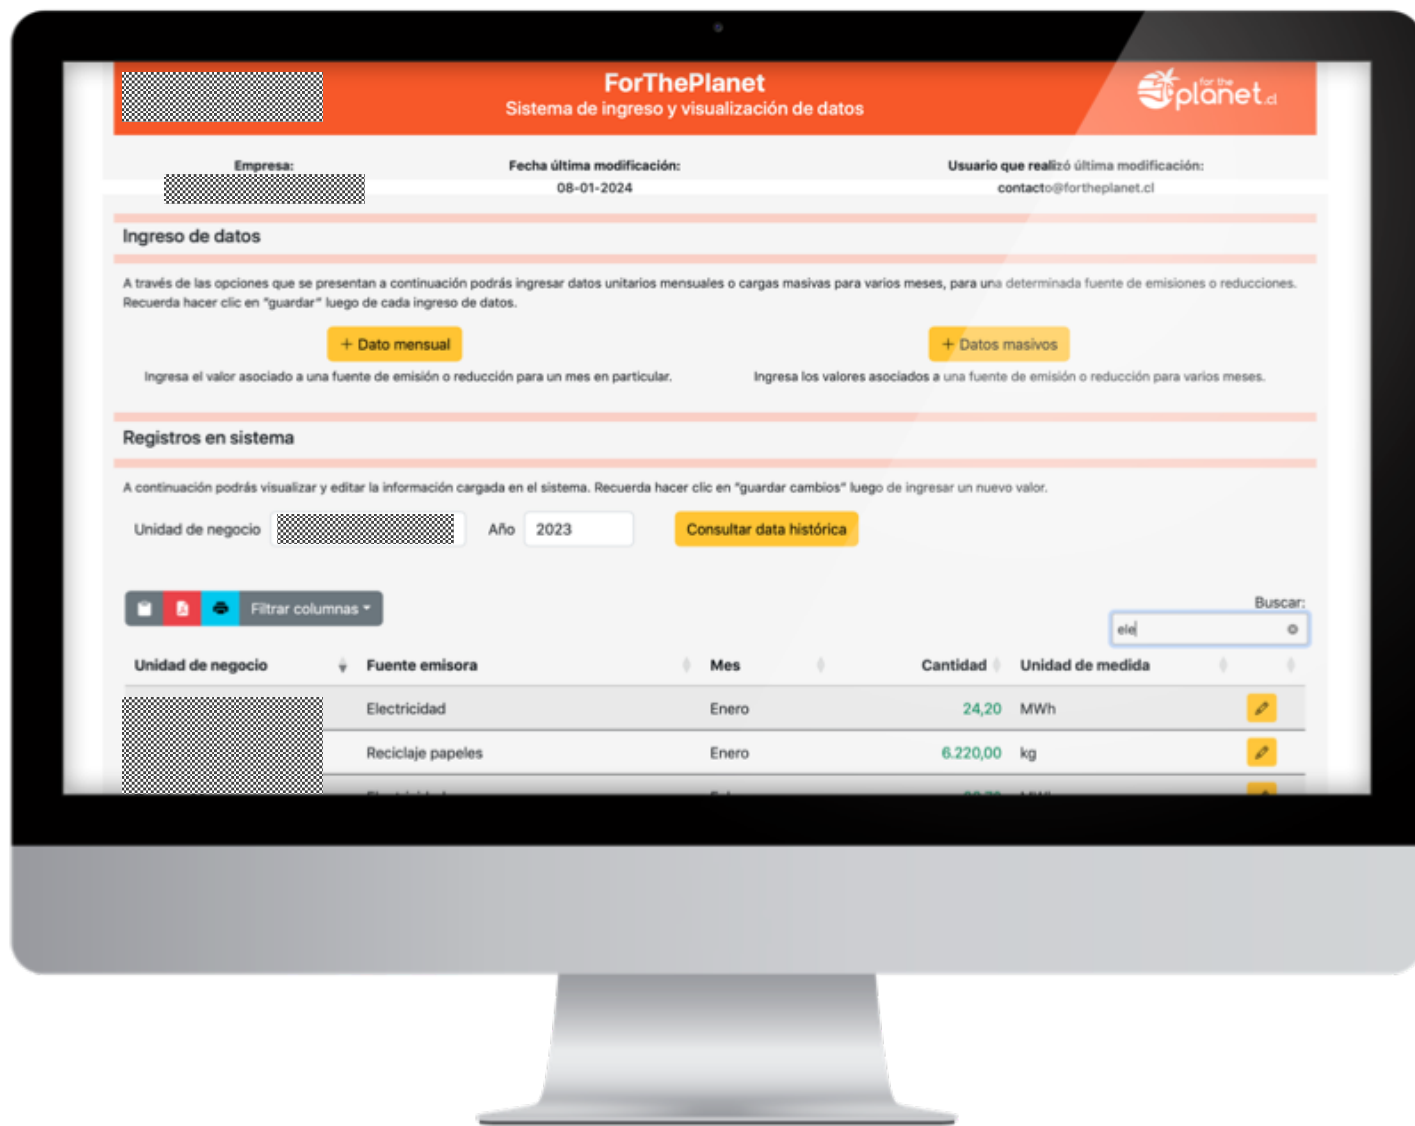 ForThePlanet
Sistema de ingreso y visualización de datos
for the
planet.cl
Empresa:
Fecha última modificación:
Usuario que realizó última modificación:
08-01-2024
contacto@fortheplanet.cl
Ingreso de datos
A través de las opciones que se presentan a continuación podrás ingresar datos unitarios mensuales o cargas masivas para varios meses, para una determinada fuente de emisiones o reducciones.
Recuerda hacer clic en "guardar" luego de cada ingreso de datos.
+ Dato mensual
+ Datos masivos
Ingresa el valor asociado a una fuente de emisión o reducción para un mes en particular.
Ingresa los valores asociados a una fuente de emisión o reducción para varios meses.
Registros en sistema
A continuación podrás visualizar y editar la información cargada en el sistema. Recuerda hacer clic en "guardar cambios" luego de ingresar un nuevo valor.
Unidad de negocio Año 2023 Consultar data histórica
Filtrar columnas
Buscar:
ele
Unidad de negocio Fuente emisora Mes Cantidad Unidad de medida
Electricidad Enero 24,20 MWh
Reciclaje papeles Enero 6.220,00 kg